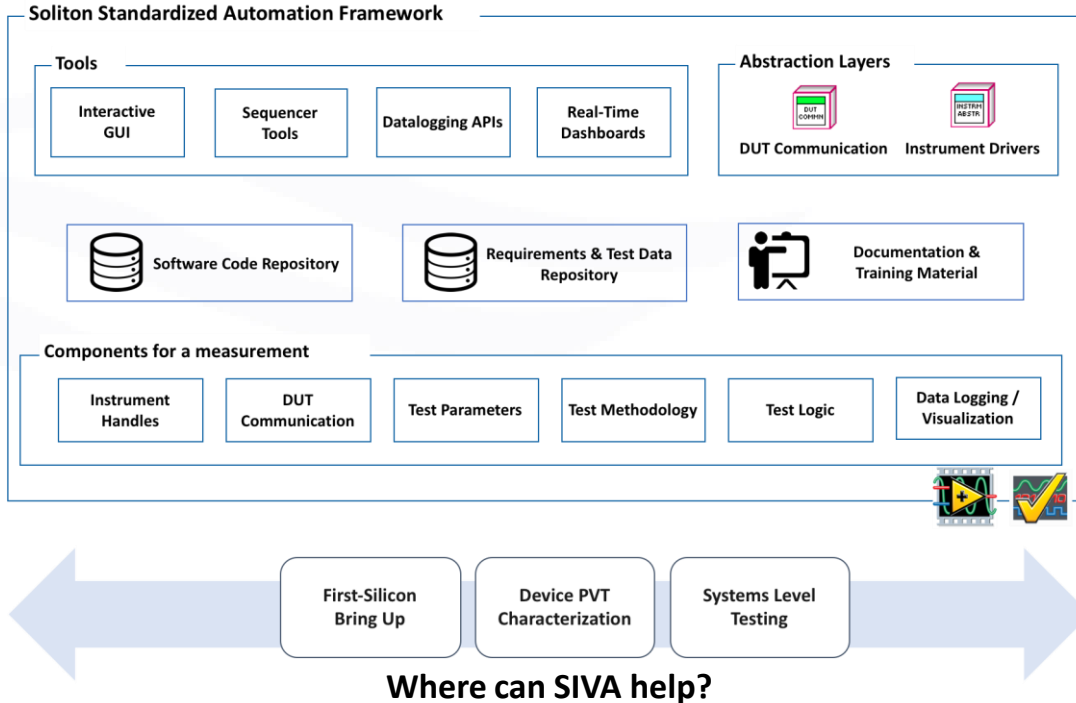 Soliton Standardized Automation Framework
Tools
Interactive
GUI
Sequencer
Tools
Datalogging APIs
Real-Time
Dashboards
Abstraction Layers
DUT
COMMN
DUT Communication
INSTRM
ABSTR
Instrument Drivers
Software Code Repository
Requirements & Test Data
Repository
Documentation &
Training Material
Components for a measurement
Instrument
Handles
DUT
Communication
Test Parameters
Test Methodology
Test Logic
Data Logging /
Visualization
First-Silicon
Bring Up
Device PVT
Characterization
Systems Level
Testing
Where can SIVA help?